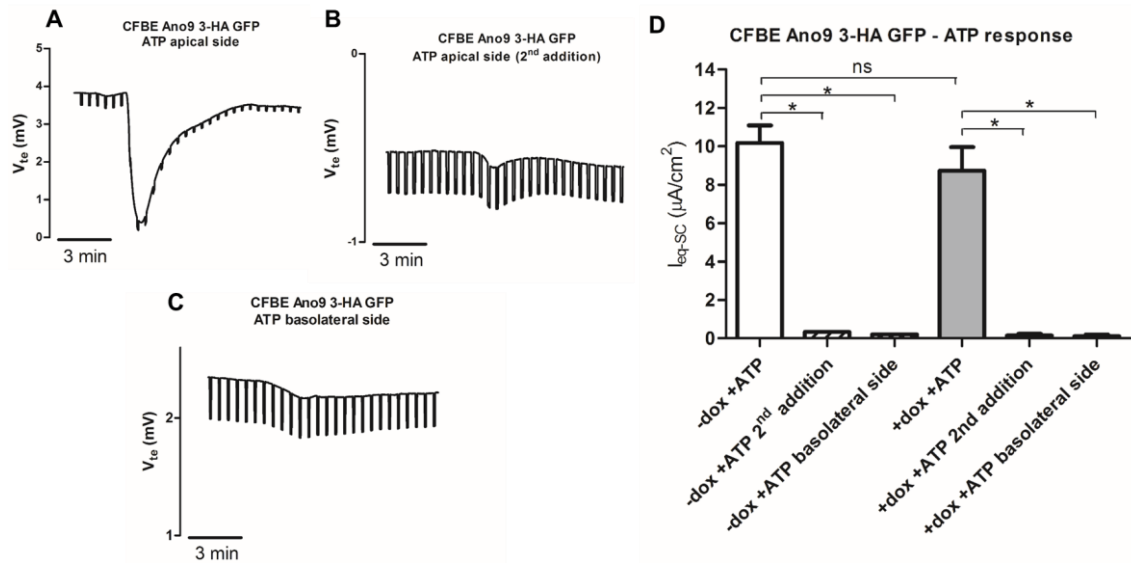 A
CFBE Ano9 3-HA GFP
ATP apical side
5
4
3
2
1
0
Vte (mV)
3 min
B
CFBE Ano9 3-HA GFP
ATP apical side (2nd addition)
0
-1
Vte (mV)
3 min
C
CFBE Ano9 3-HA GFP
ATP basolateral side
2
1
Vte (mV)
3 min
D
CFBE Ano9 3-HA GFP - ATP response
ns
*
*
*
*
14
12
10
8
6
4
2
0
Ieq-SC (μA/cm2)
-dox +ATP
-dox +ATP 2nd addition
-dox +ATP basolateral side
+dox +ATP
+dox +ATP 2nd addition
+dox +ATP basolateral side